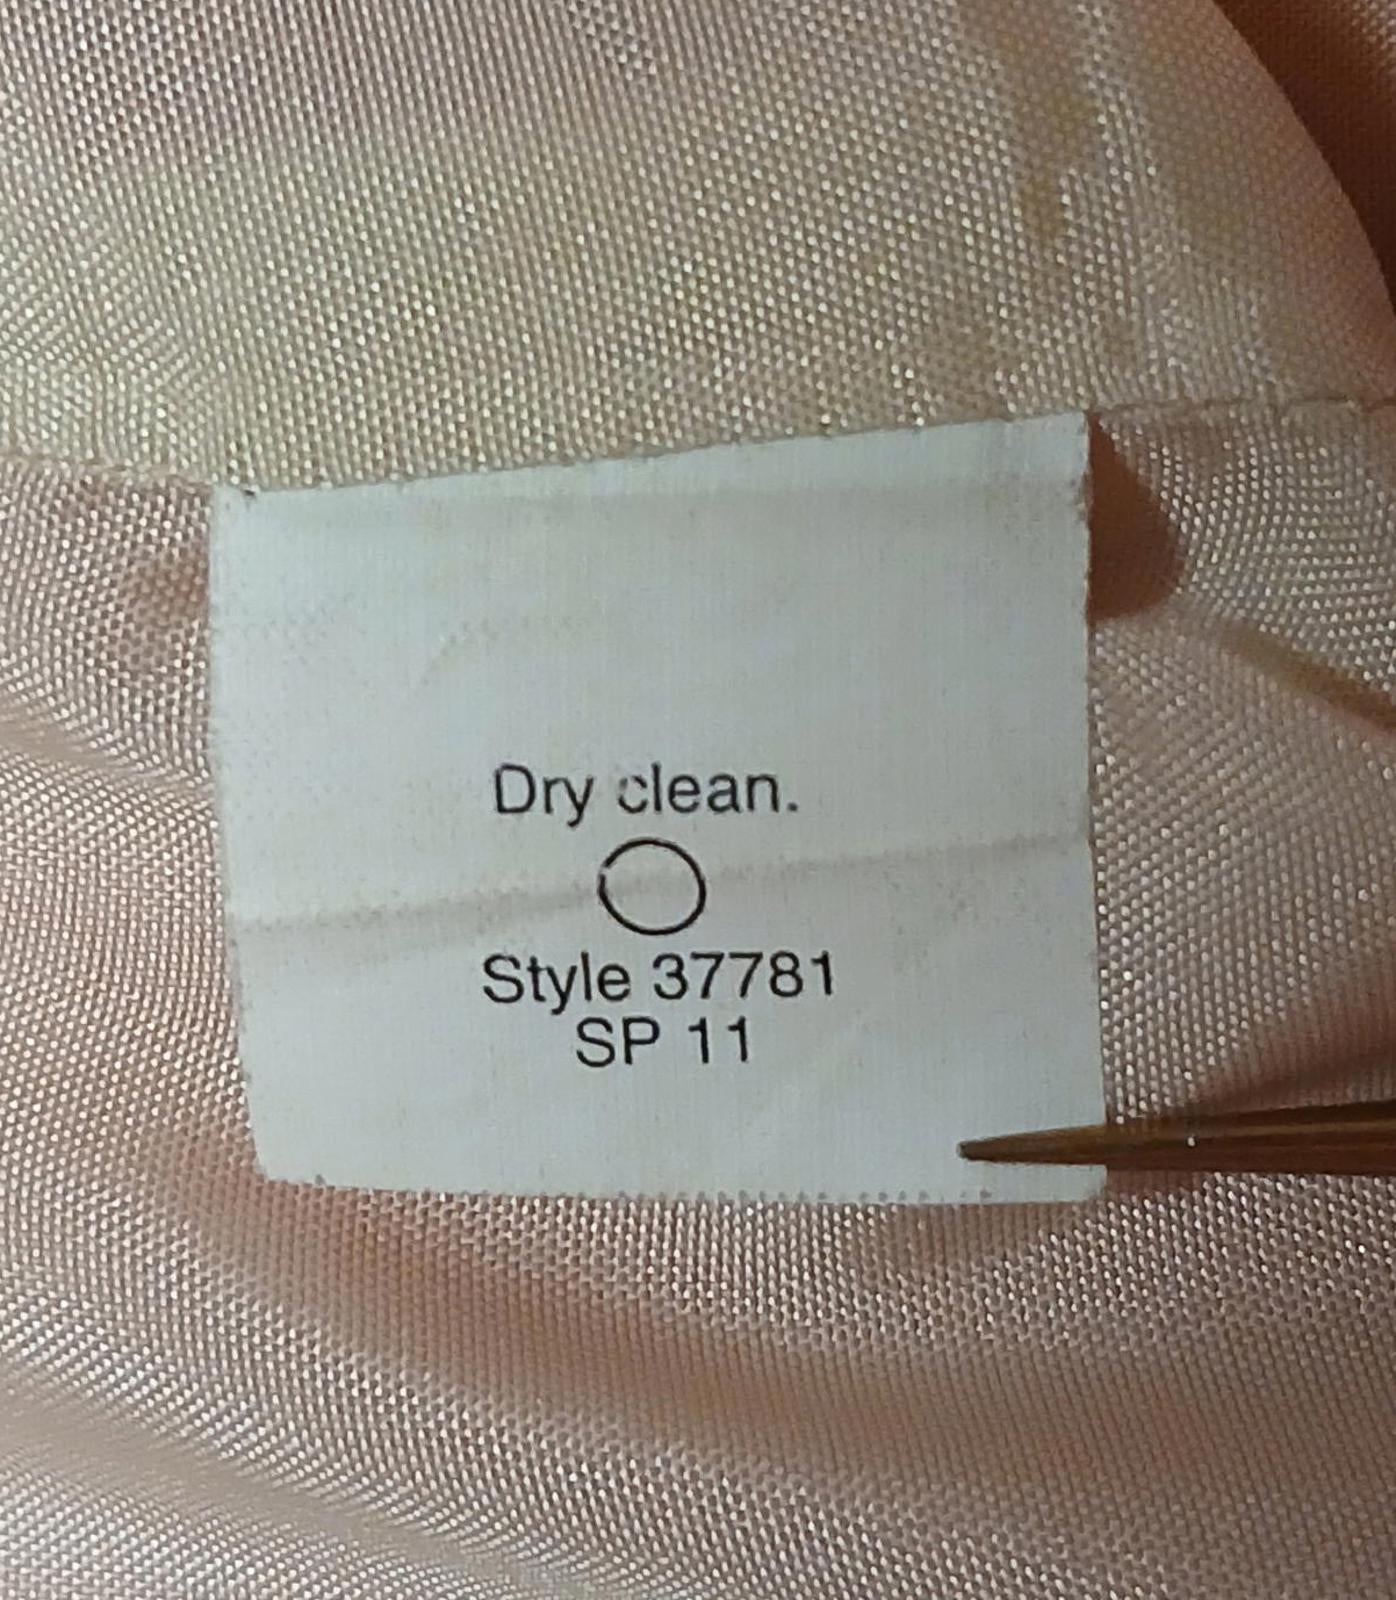 Dry clean.
Style 37781
SP 11